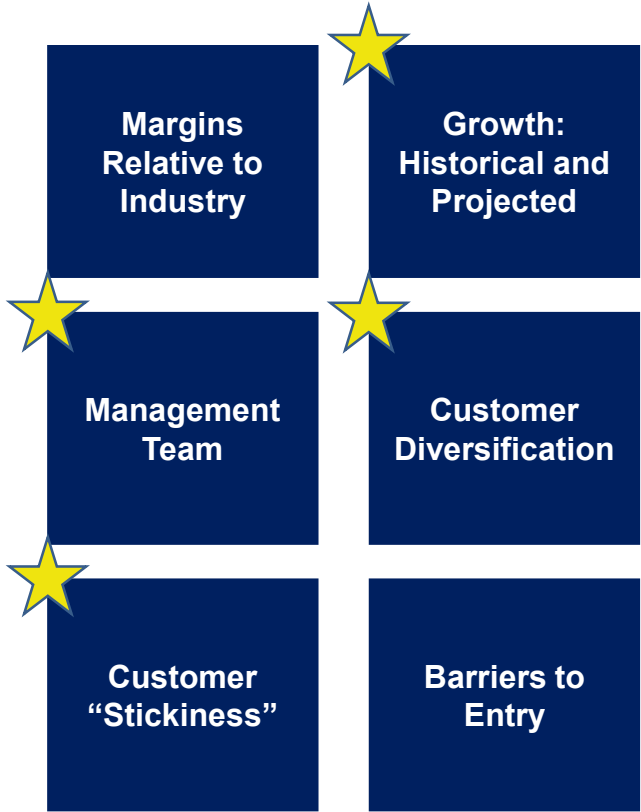 Margins
Relative to
Industry
Growth:
Historical and
Projected
Management
Team
Customer
Diversification
Customer
“Stickiness”
Barriers to
Entry